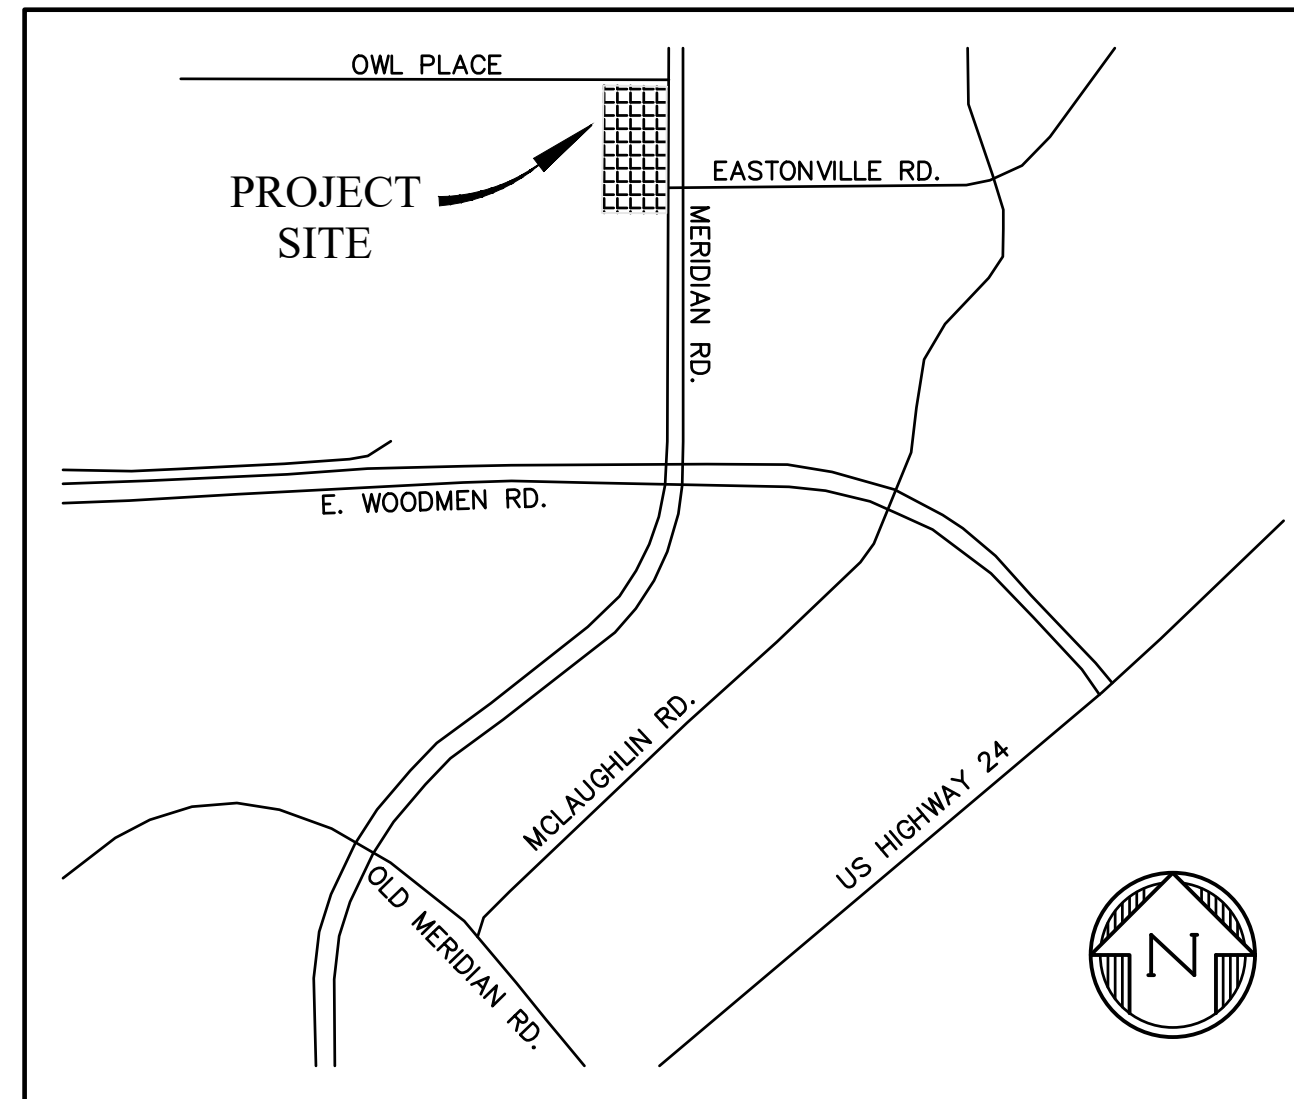 OWL PLACE
EASTONVILLE RD.
PROJECT
SITE
MERIDIAN RD.
E. WOODMEN RD.
MCLAUGHLIN RD.
US HIGHWAY 24
OLD MERIDIAN RD.
N